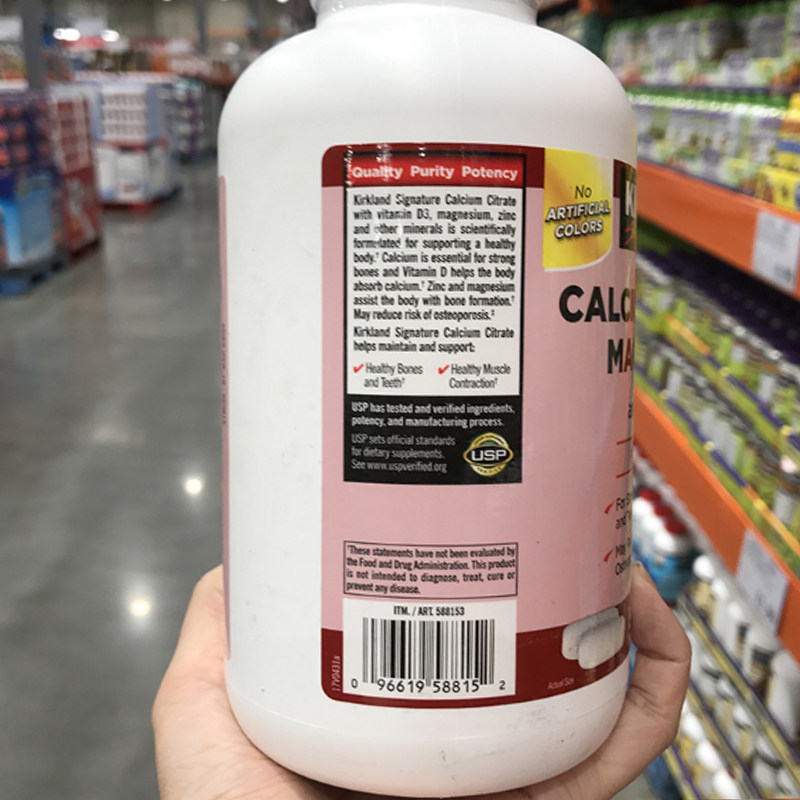 Quality Purity Potency
Kirkland Signature Calcium Citrate
with vitamin D3, magnesium, zinc
and other minerals is scientifically
formulated for supporting a healthy
body.† Calcium is essential for strong
bones and Vitamin D helps the body
absorb calcium.† Zinc and magnesium
assist the body with bone formation.†
May reduce risk of osteoporosis.‡
Kirkland Signature Calcium Citrate
helps maintain and support:
✔ Healthy Bones
and Teeth†
✔ Healthy Muscle
Contraction†
USP has tested and verified ingredients,
potency, and manufacturing process.
USP sets official standards
for dietary supplements.
See www.uspverified.org
USP
†These statements have not been evaluated by
the Food and Drug Administration. This product
is not intended to diagnose, treat, cure or
prevent any disease.
ITM. / ART. 588153
0 96619 58815 2
17V0431a
No
ARTIFICIAL
COLORS
CALC
MA
Actual Size